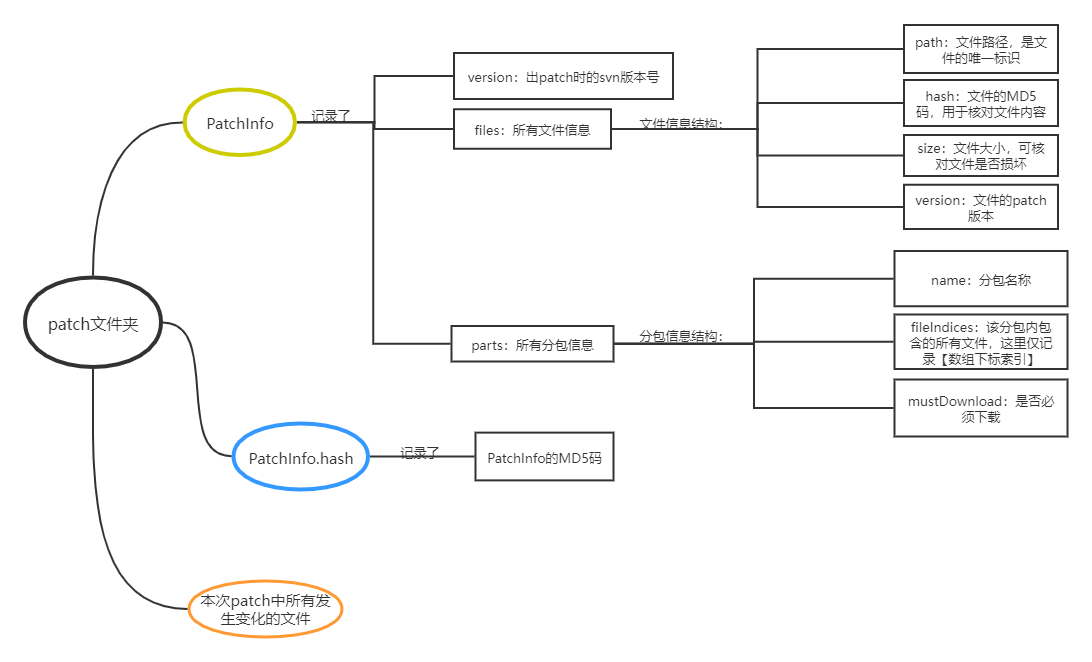 path：文件路径，是文
件的唯一标识
version：出patch时的svn版本号
hash：文件的MD5
码，用于核对文件内容
PatchInfo
记录了
files：所有文件信息
文件信息结构：
size：文件大小，可核
对文件是否损坏
version：文件的patch
版本
name：分包名称
patch文件夹
parts：所有分包信息
分包信息结构：
fileIndices：该分包内包
含的所有文件，这里仅记
录【数组下标索引】
mustDownload：是否必
须下载
PatchInfo.hash
记录了
PatchInfo的MD5码
本次patch中所有发
生变化的文件